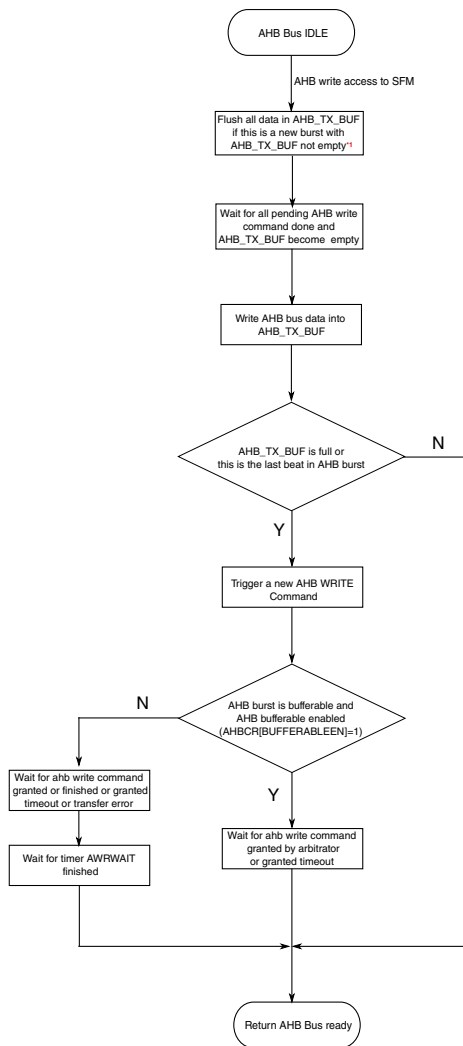 AHB Bus IDLE
AHB write access to SFM
Flush all data in AHB_TX_BUF
if this is a new burst with
AHB_TX_BUF not empty*1
Wait for all pending AHB write
command done and
AHB_TX_BUF become empty
Write AHB bus data into
AHB_TX_BUF
AHB_TX_BUF is full or
this is the last beat in AHB burst
N
Y
Trigger a new AHB WRITE
Command
AHB burst is bufferable and
AHB bufferable enabled
(AHBCR[BUFFERABLEEN]=1)
N
Y
Wait for ahb write command
granted or finished or granted
timeout or transfer error
Wait for ahb write command
granted by arbitrator
or granted timeout
Wait for timer AWRWAIT
finished
Return AHB Bus ready